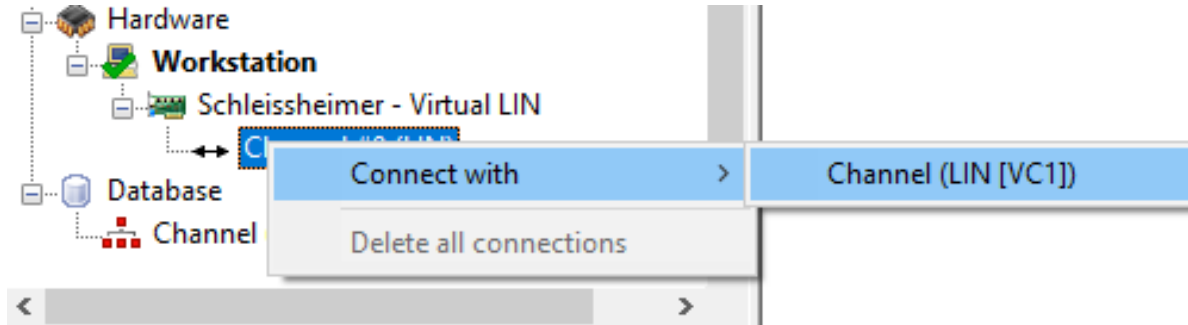 Hardware
Workstation
Schleissheimer - Virtual LIN
Connect with
Channel (LIN [VC1])
Database
Channel
Delete all connections